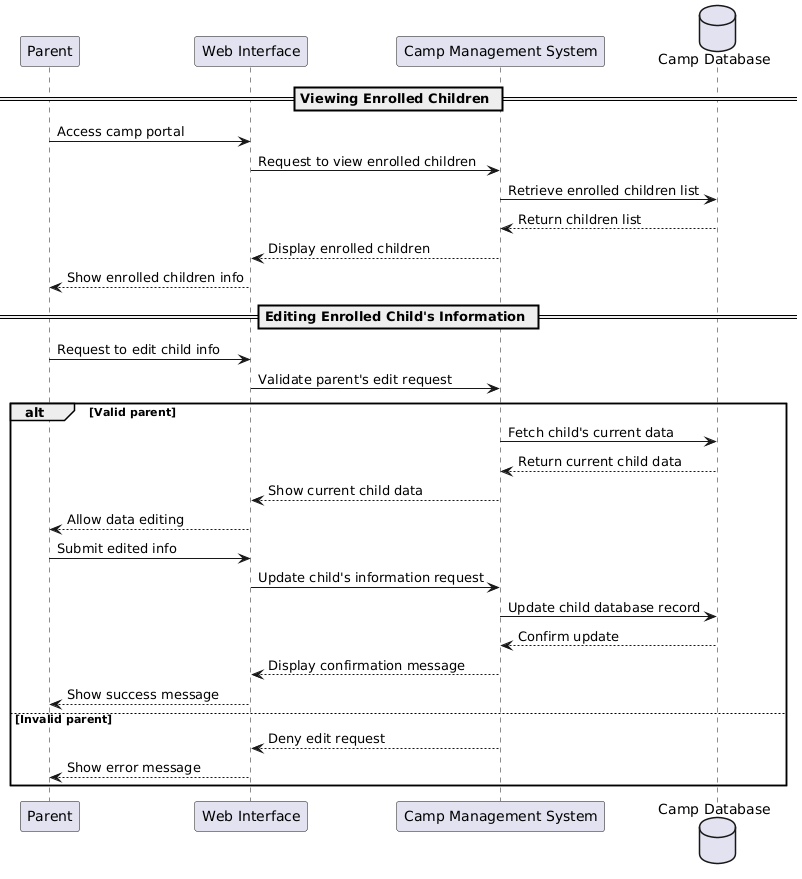 Parent
Web Interface
Camp Management System
Camp Database
Viewing Enrolled Children
Access camp portal
Request to view enrolled children
Retrieve enrolled children list
Return children list
Display enrolled children
Show enrolled children info
Editing Enrolled Child's Information
Request to edit child info
Validate parent's edit request
alt
[Valid parent]
Fetch child's current data
Return current child data
Show current child data
Allow data editing
Submit edited info
Update child's information request
Update child database record
Confirm update
Display confirmation message
Show success message
[Invalid parent]
Deny edit request
Show error message
Parent
Web Interface
Camp Management System
Camp Database